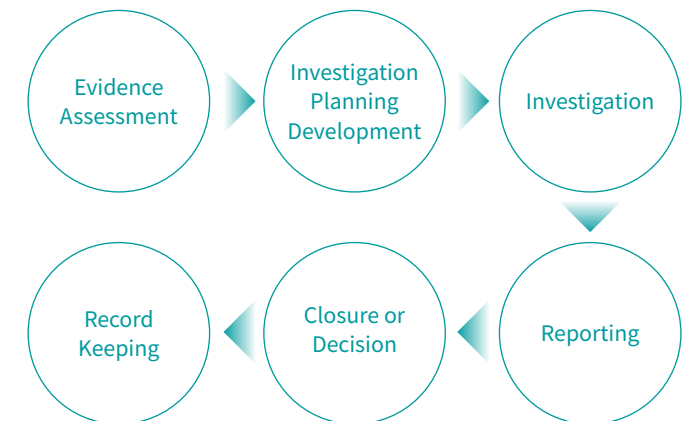 Evidence
Assessment
Investigation
Planning
Development
Investigation
Reporting
Closure or
Decision
Record
Keeping